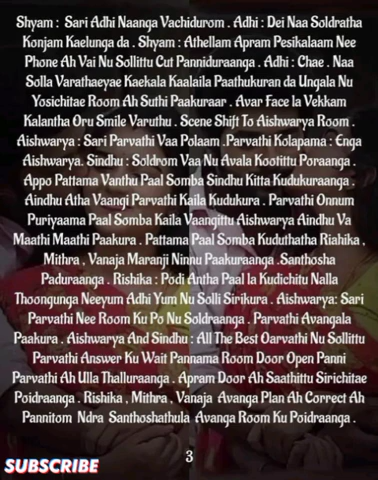 Shyam : Sari Adhi Naanga Vachidurom . Adhi : Dei Naa Soldratha
Konjam Kaelunga da . Shyam : Athellam Apram Pesikalaam Nee
Phone Ah Vai Nu Sollittu Cut Panniduraanga . Adhi : Chae . Naa
Solla Varathaeyae Kaekala Kaalaila Paathukuran da Ungala Nu
Yosichitae Room Ah Suthi Paakuraar . Avar Face la Vekkam
Kalantha Oru Smile Varuthu . Scene Shift To Aishwarya Room .
Aishwarya : Sari Parvathi Vaa Polaam .Parvathi Kolapama : Enga
Aishwarya. Sindhu : Soldrom Vaa Nu Avala Kootittu Poraanga .
Appo Pattama Vanthu Paal Somba Sindhu Kitta Kudukuraanga .
Aindhu Atha Vaangi Parvathi Kaila Kudukura . Parvathi Onnum
Puriyaama Paal Somba Kaila Vaangittu Aishwarya Aindhu Va
Maathi Maathi Paakura . Pattama Paal Somba Kuduthatha Riahika ,
Mithra , Vanaja Maranji Ninnu Paakuraanga .Santhosha
Paduraanga . Rishika : Podi Antha Paal la Kudichitu Nalla
Thoongunga Neeyum Adhi Yum Nu Solli Sirikura . Aishwarya: Sari
Parvathi Nee Room Ku Po Nu Soldraanga . Parvathi Avangala
Paakura . Aishwarya And Sindhu : All The Best Oarvathi Nu Sollittu
Parvathi Answer Ku Wait Pannama Room Door Open Panni
Parvathi Ah Ulla Thalluraanga . Apram Door Ah Saathittu Sirichitae
Poidraanga . Rishika , Mithra , Vanaja Avanga Plan Ah Correct Ah
Pannitom Ndra Santhoshathula Avanga Room Ku Poidraanga .
3
SUBSCRIBE